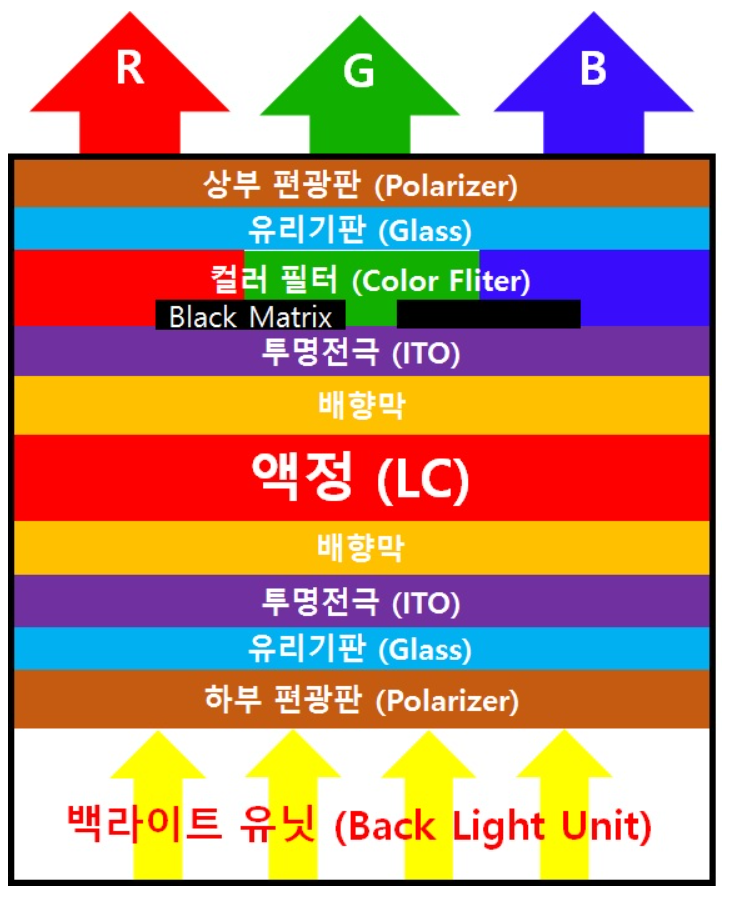 R G B
상부 편광판 (Polarizer)
유리기판 (Glass)
컬러 필터 (Color Fliter)
Black Matrix
투명전극 (ITO)
배향막
액정 (LC)
배향막
투명전극 (ITO)
유리기판 (Glass)
하부 편광판 (Polarizer)
백라이트 유닛 (Back Light Unit)